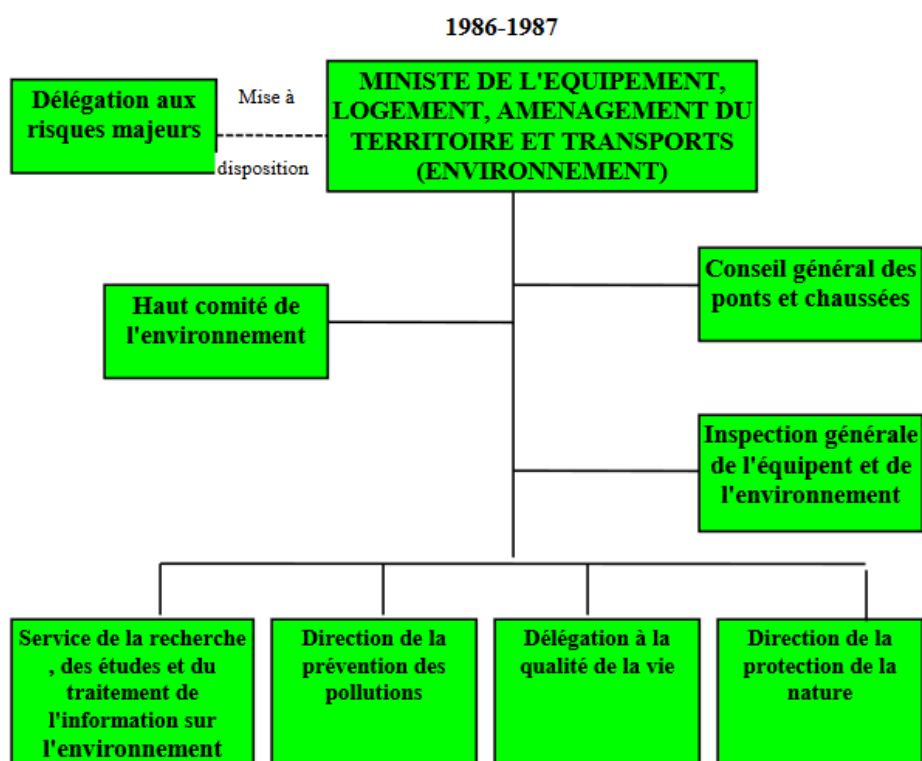 1986-1987
Délégation aux
risques majeurs
Mise à
disposition
MINISTE DE L'EQUIPEMENT,
LOGEMENT, AMENAGEMENT DU
TERRITOIRE ET TRANSPORTS
(ENVIRONNEMENT)
Conseil général des
ponts et chaussées
Haut comité de
l'environnement
Inspection générale
de l'équipent et de
l'environnement
Service de la recherche
, des études et du
traitement de
l'information sur
l'environnement
Direction de la
prévention des
pollutions
Délégation à la
qualité de la vie
Direction de la
protection de la
nature